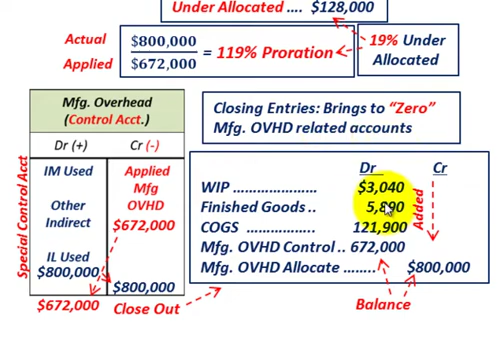 Under Allocated .... $128,000
Actual
Applied
$800,000
$672,000
= 119% Proration
19% Under
Allocated
Mfg. Overhead
(Control Acct.)
Dr (+)
Cr (-)
Special Control Acct
IM Used
Other
Indirect
IL Used
$800,000
Applied
Mfg
OVHD
$672,000
$800,000
$672,000
Close Out
Closing Entries: Brings to “Zero”
Mfg. OVHD related accounts
Dr Cr
WIP ..................... $3,040
Finished Goods .. 5,890
COGS ................. 121,900
Mfg. OVHD Control .. 672,000
Mfg. OVHD Allocate ........ $800,000
Added
Balance